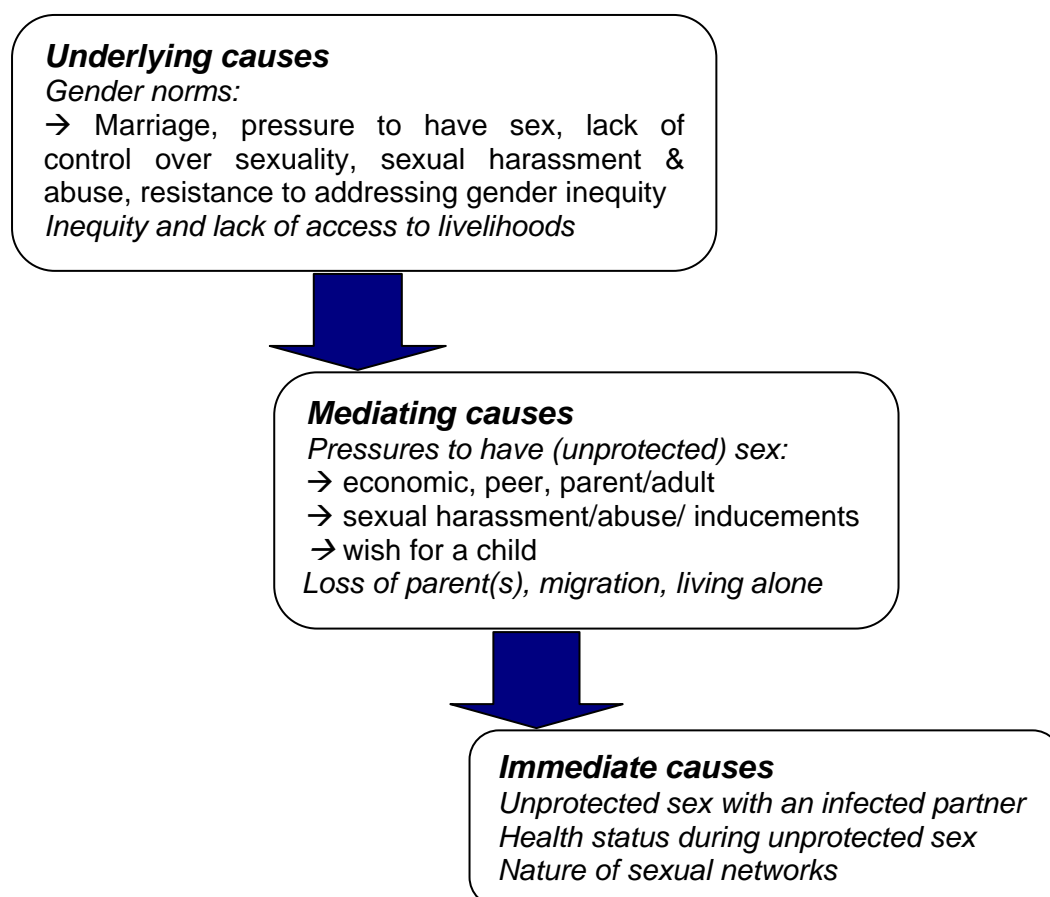 Underlying causes
Gender norms:
→ Marriage, pressure to have sex, lack of
control over sexuality, sexual harassment &
abuse, resistance to addressing gender inequity
Inequity and lack of access to livelihoods
Mediating causes
Pressures to have (unprotected) sex:
→ economic, peer, parent/adult
→ sexual harassment/abuse/ inducements
→ wish for a child
Loss of parent(s), migration, living alone
Immediate causes
Unprotected sex with an infected partner
Health status during unprotected sex
Nature of sexual networks